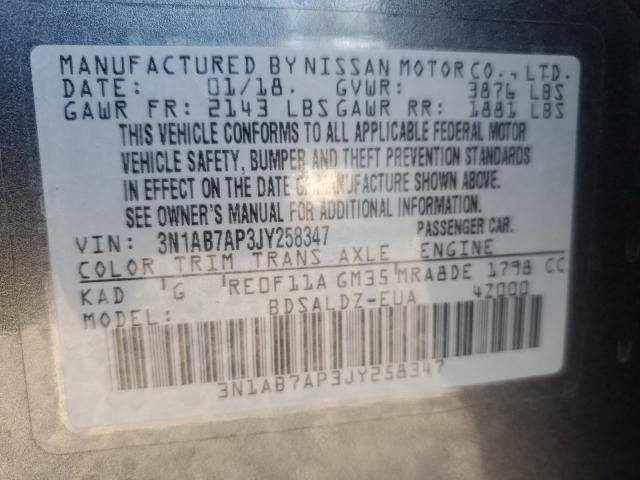 MANUFACTURED BY NISSAN MOTOR CO., LTD.
DATE: 01/18. GVWR: 3876 LBS
GAWR FR: 2143 LBS GAWR RR: 1881 LBS
THIS VEHICLE CONFORMS TO ALL APPLICABLE FEDERAL MOTOR
VEHICLE SAFETY, BUMPER AND THEFT PREVENTION STANDARDS
IN EFFECT ON THE DATE OF MANUFACTURE SHOWN ABOVE.
SEE OWNER'S MANUAL FOR ADDITIONAL INFORMATION.
VIN: 3N1AB7AP3JY258347 PASSENGER CAR.
COLOR TRIM TRANS AXLE ENGINE
KAD G RE0F11A GM35 MRA8DE 1798 CC
MODEL: BDSALDZ-EUA 4Z000
3N1AB7AP3JY258347